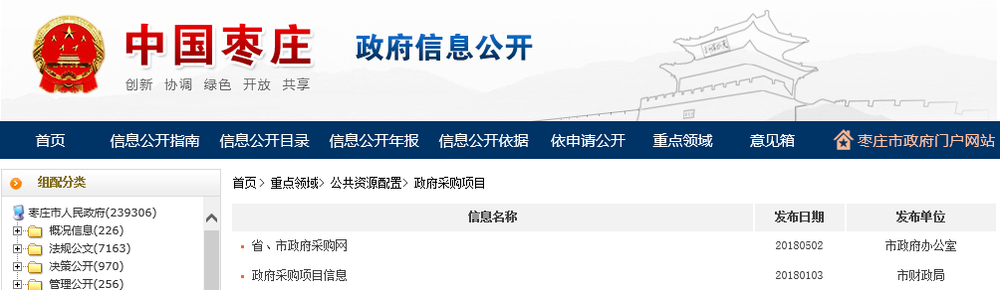 中国枣庄
政府信息公开
创新 协调 绿色 开放 共享
首页 信息公开指南 信息公开目录 信息公开年报 信息公开依据 依申请公开 重点领域 意见箱 枣庄市政府门户网站
组配分类
枣庄市人民政府(239306)
概况信息(226)
法规公文(7163)
决策公开(970)
管理公开(256)
首页> 重点领域> 公共资源配置> 政府采购项目
信息名称 发布日期 发布单位
省、市政府采购网 20180502 市政府办公室
政府采购项目信息 20180103 市财政局